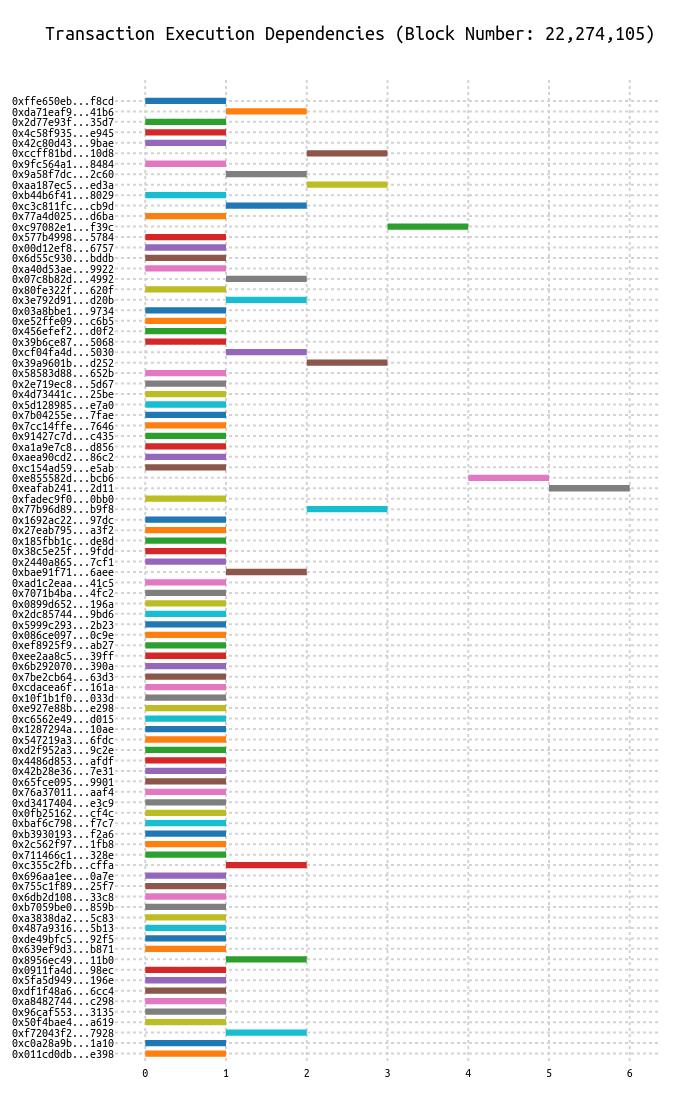 Transaction Execution Dependencies (Block Number: 22,274,105)
0xffe650eb...f8cd
0xda71eaf9...41b6
0x2d77e93f...35d7
0x4c58f935...e945
0x42c80d43...9bae
0xccff81bd...10d8
0x9fc564a1...8484
0x9a58f7dc...2c60
0xaa187ec5...ed3a
0xb44b6f41...8029
0xc3c811fc...cb9d
0x77a4d025...d6ba
0xc97082e1...f39c
0x577b4998...5784
0x00d12ef8...6757
0x6d55c930...bddb
0xa40d53ae...9922
0x07c8b82d...4992
0x80fe322f...620f
0x3e792d91...d20b
0x03a8bbe1...9734
0xe52ffe09...c6b5
0x456efef2...d0f2
0x39b6ce87...5068
0xcf04fa4d...5030
0x39a9601b...d252
0x58583d88...652b
0x2e719ec8...5d67
0x4d73441c...25be
0x5d128985...e7a0
0x7b04255e...7fae
0x7cc14ffe...7646
0x91427c7d...c435
0xa1a9e7c8...d856
0xaea90cd2...86c2
0xc154ad59...e5ab
0xe855582d...bcb6
0xeafab241...2d11
0xfadec9f0...0bb0
0x77b96d89...b9f8
0x1692ac22...97dc
0x27eab795...a3f2
0x185fbb1c...de8d
0x38c5e25f...9fdd
0x2440a865...7cf1
0xbae91f71...6aee
0xad1c2eaa...41c5
0x7071b4ba...4fc2
0x0899d652...196a
0x2dc85744...9bd6
0x5999c293...2b23
0x086ce097...0c9e
0xef8925f9...ab27
0xee2aa8c5...39ff
0x6b292070...390a
0x7be2cb64...63d3
0xcdacea6f...161a
0x10f1b1f0...033d
0xe927e88b...e298
0xc6562e49...d015
0x1287294a...10ae
0x547219a3...6fdc
0xd2f952a3...9c2e
0x4486d853...afdf
0x42b28e36...7e31
0x65fce095...9901
0x76a37011...aaf4
0xd3417404...e3c9
0x0fb25162...cf4c
0xbaf6c798...f7c7
0xb3930193...f2a6
0x2c562f97...1fb8
0x711466c1...328e
0xc355c2fb...cffa
0x696aa1ee...0a7e
0x755c1f89...25f7
0x6db2d108...33c8
0xb7059be0...859b
0xa3838da2...5c83
0x487a9316...5b13
0xde49bfc5...92f5
0x639ef9d3...b871
0x8956ec49...11b0
0x0911fa4d...98ec
0x5fa5d949...196e
0xdf1f48a6...6cc4
0xa8482744...c298
0x96caf553...3135
0x50f4bae4...a619
0xf72043f2...7928
0xc0a28a9b...1a10
0x011cd0db...e398
0 1 2 3 4 5 6